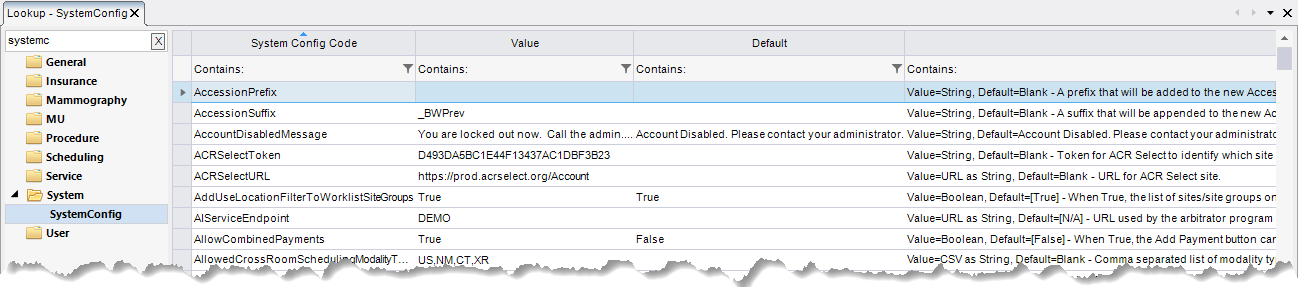 Lookup - SystemConfig X
systemc X
General
Insurance
Mammography
MU
Procedure
Scheduling
Service
System
SystemConfig
User
System Config Code Value Default
Contains: Contains: Contains: Contains:
AccessionPrefix Value=String, Default=Blank - A prefix that will be added to the new Acces
AccessionSuffix _BWPrev Value=String, Default=Blank - A suffix that will be appended to the new Ac
AccountDisabledMessage You are locked out now. Call the admin.... Account Disabled. Please contact your administrator. Value=String, Default=Account Disabled. Please contact your administrato
ACRSelectToken D493DA5BC1E44F13437AC1DBF3B23 Value=String, Default=Blank - Token for ACR Select to identify which site
ACRSelectURL https://prod.acrselect.org/Account Value=URL as String, Default=Blank - URL for ACR Select site.
AddUseLocationFilterToWorklistSiteGroups True True Value=Boolean, Default=[True] - When True, the list of sites/site groups on
AIServiceEndpoint DEMO Value=URL as String, Default=[N/A] - URL used by the arbitrator program
AllowCombinedPayments True False Value=Boolean, Default=[False] - When True, the Add Payment button can
AllowedCrossRoomSchedulingModalityT... US,NM,CT,XR Value=CSV as String, Default=Blank - Comma separated list of modality ty